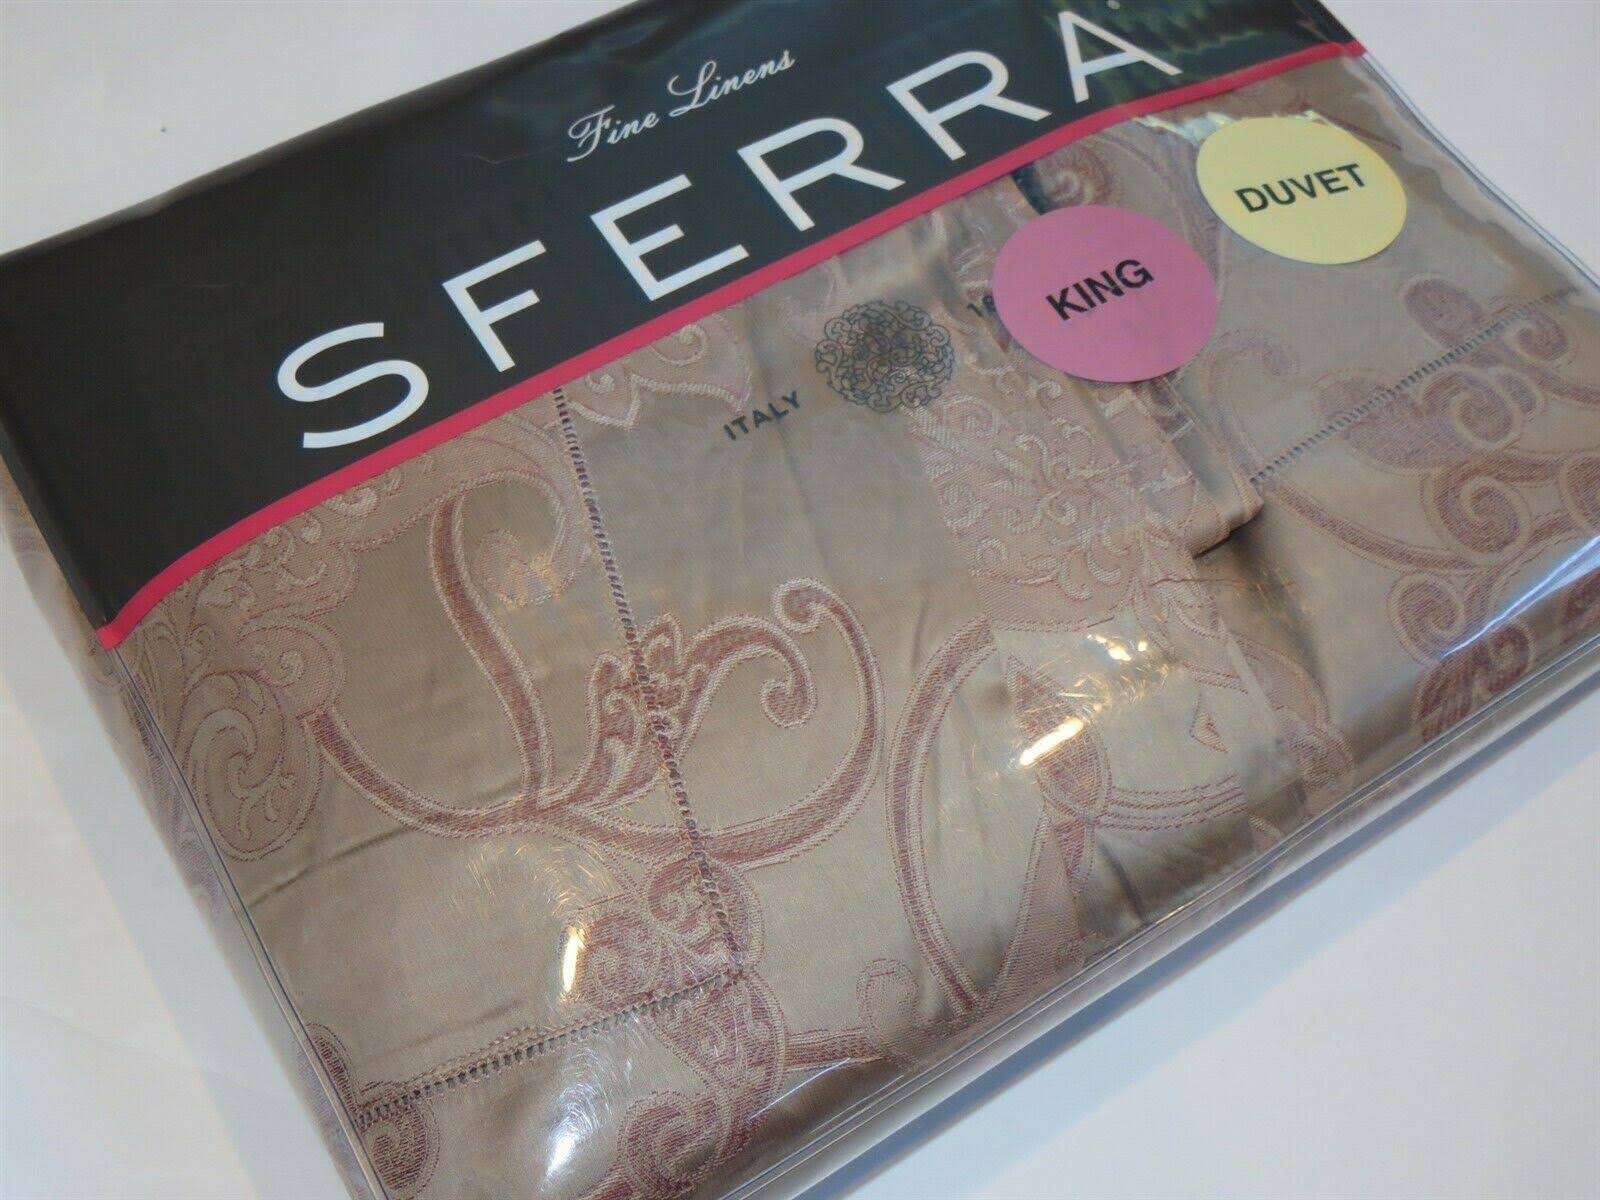 Fine Linens
SFERRA
DUVET
KING
ITALY